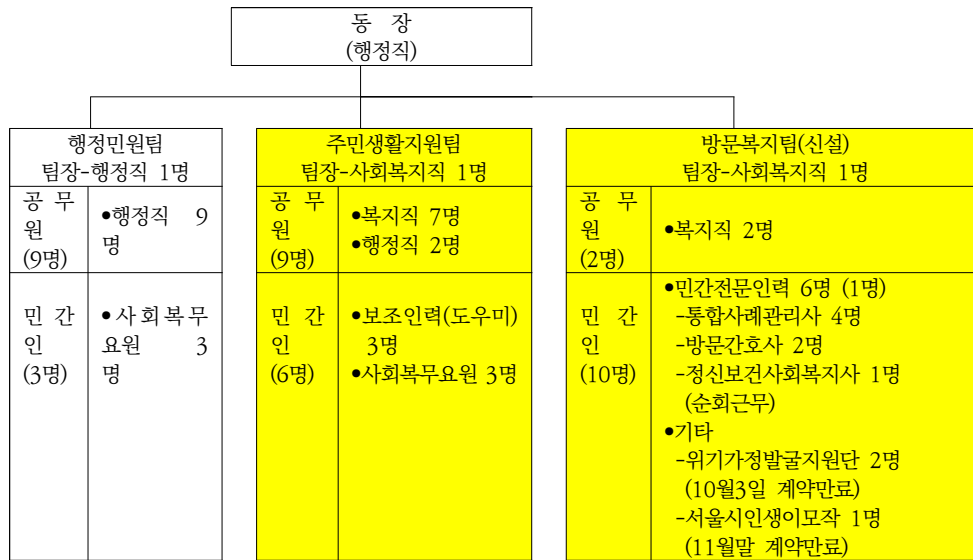 동 장
(행정직)
행정민원팀
팀장-행정직 1명
공 무
원
(9명)
•행정직 9
명
민 간
인
(3명)
•사회복무
요원 3
명
주민생활지원팀
팀장-사회복지직 1명
공 무
원
(9명)
•복지직 7명
•행정직 2명
민 간
인
(6명)
•보조인력(도우미)
3명
•사회복무요원 3명
방문복지팀(신설)
팀장-사회복지직 1명
공 무
원
(2명)
•복지직 2명
민 간
인
(10명)
•민간전문인력 6명 (1명)
-통합사례관리사 4명
-방문간호사 2명
-정신보건사회복지사 1명
(순회근무)
•기타
-위기가정발굴지원단 2명
(10월3일 계약만료)
-서울시인생이모작 1명
(11월말 계약만료)